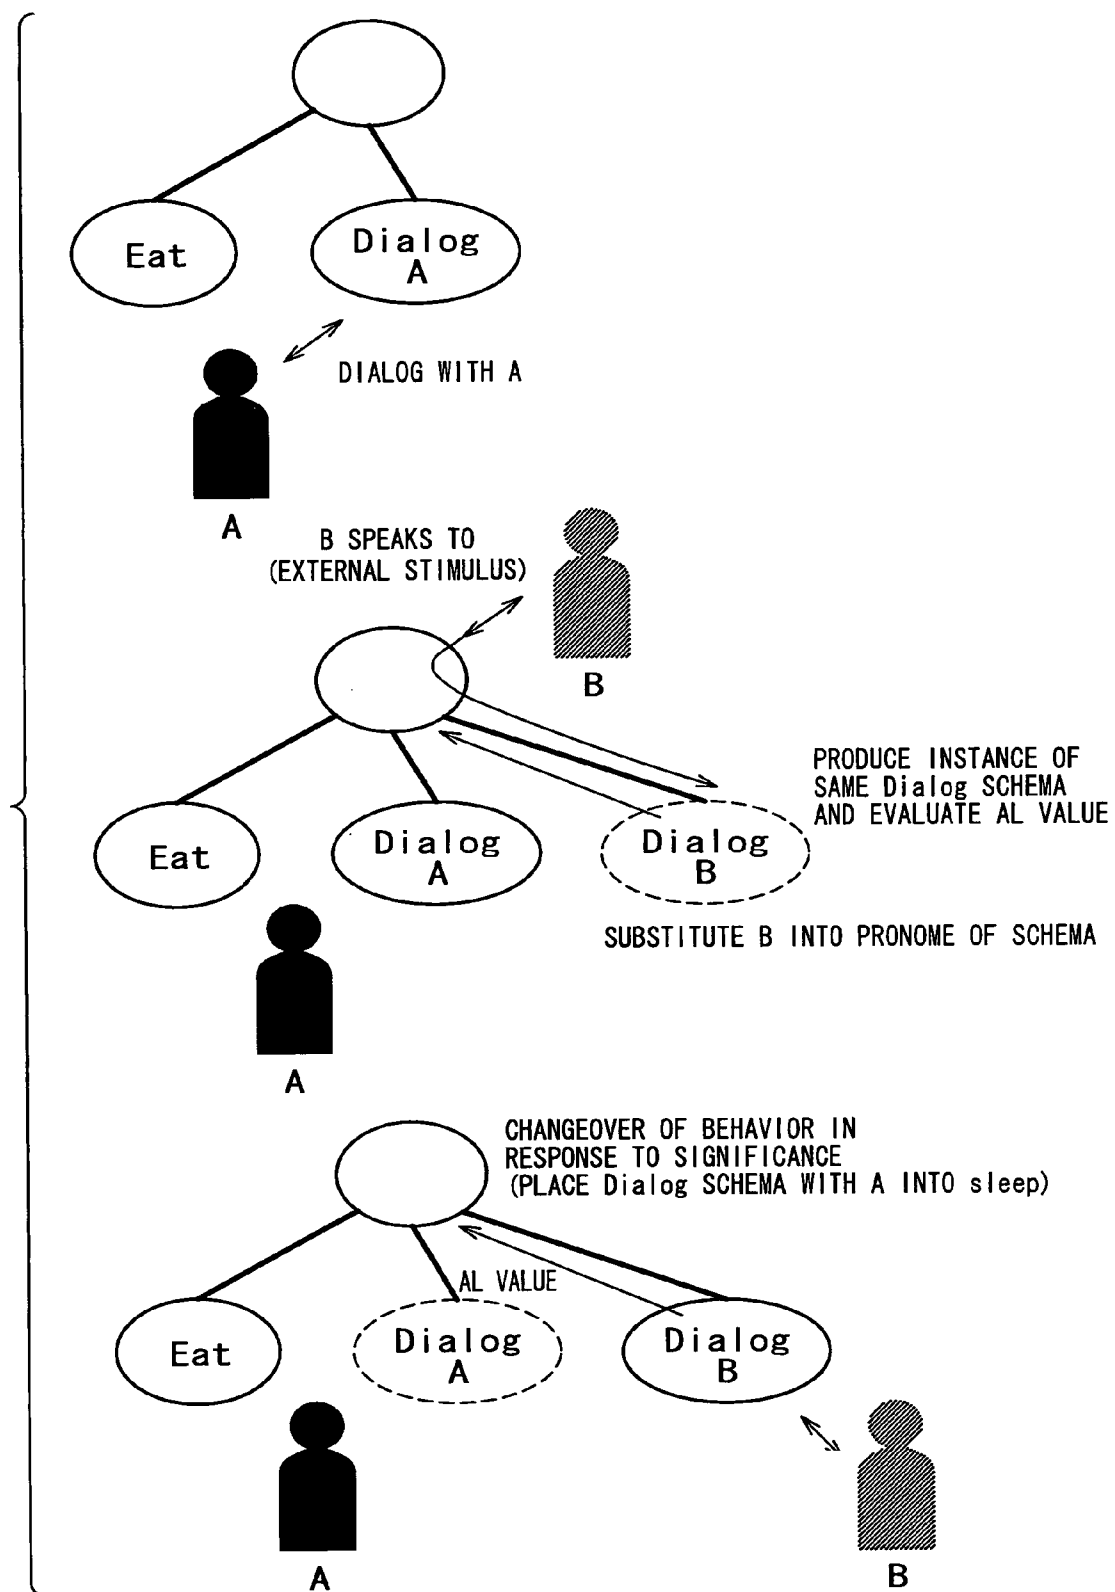 Eat
Dialog
A
DIALOG WITH A
A
B SPEAKS TO
(EXTERNAL STIMULUS)
B
PRODUCE INSTANCE OF
SAME Dialog SCHEMA
AND EVALUATE AL VALUE
Eat
Dialog
A
Dialog
B
SUBSTITUTE B INTO PRONOME OF SCHEMA
A
CHANGEOVER OF BEHAVIOR IN
RESPONSE TO SIGNIFICANCE
(PLACE Dialog SCHEMA WITH A INTO sleep)
AL VALUE
Eat
Dialog
A
Dialog
B
A
B